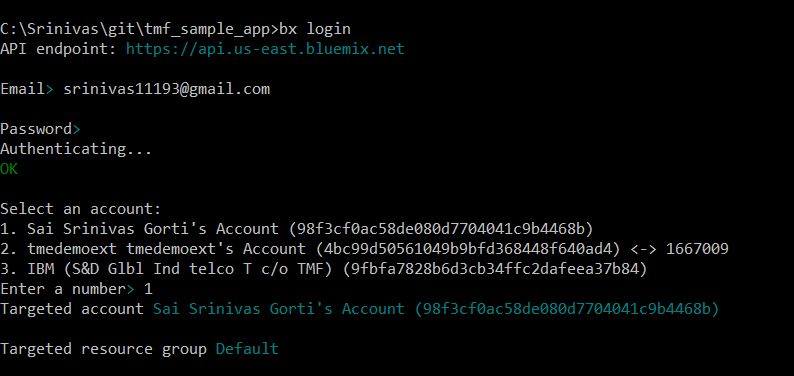 C:\Srinivas\git\tmf_sample_app>bx login
API endpoint: https://api.us-east.bluemix.net
Email> srinivas11193@gmail.com
Password>
Authenticating...
OK
Select an account:
1. Sai Srinivas Gorti's Account (98f3cf0ac58de080d7704041c9b4468b)
2. tmedemoext tmedemoext's Account (4bc99d50561049b9bfd368448f640ad4) <-> 1667009
3. IBM (S&D Glbl Ind telco T c/o TMF) (9fbfa7828b6d3cb34ffc2dafeea37b84)
Enter a number> 1
Targeted account Sai Srinivas Gorti's Account (98f3cf0ac58de080d7704041c9b4468b)
Targeted resource group Default